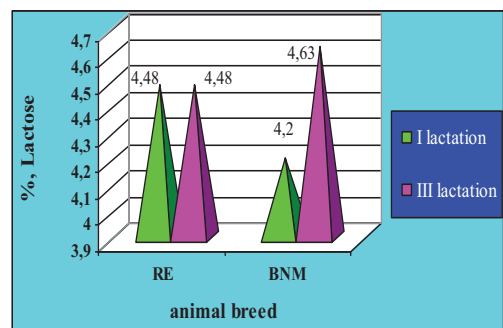 %, Lactose
4,7
4,6
4,5
4,4
4,3
4,2
4,1
4
3,9
4,48
4,48
4,2
4,63
RE
BNM
animal breed
I lactation
III lactation